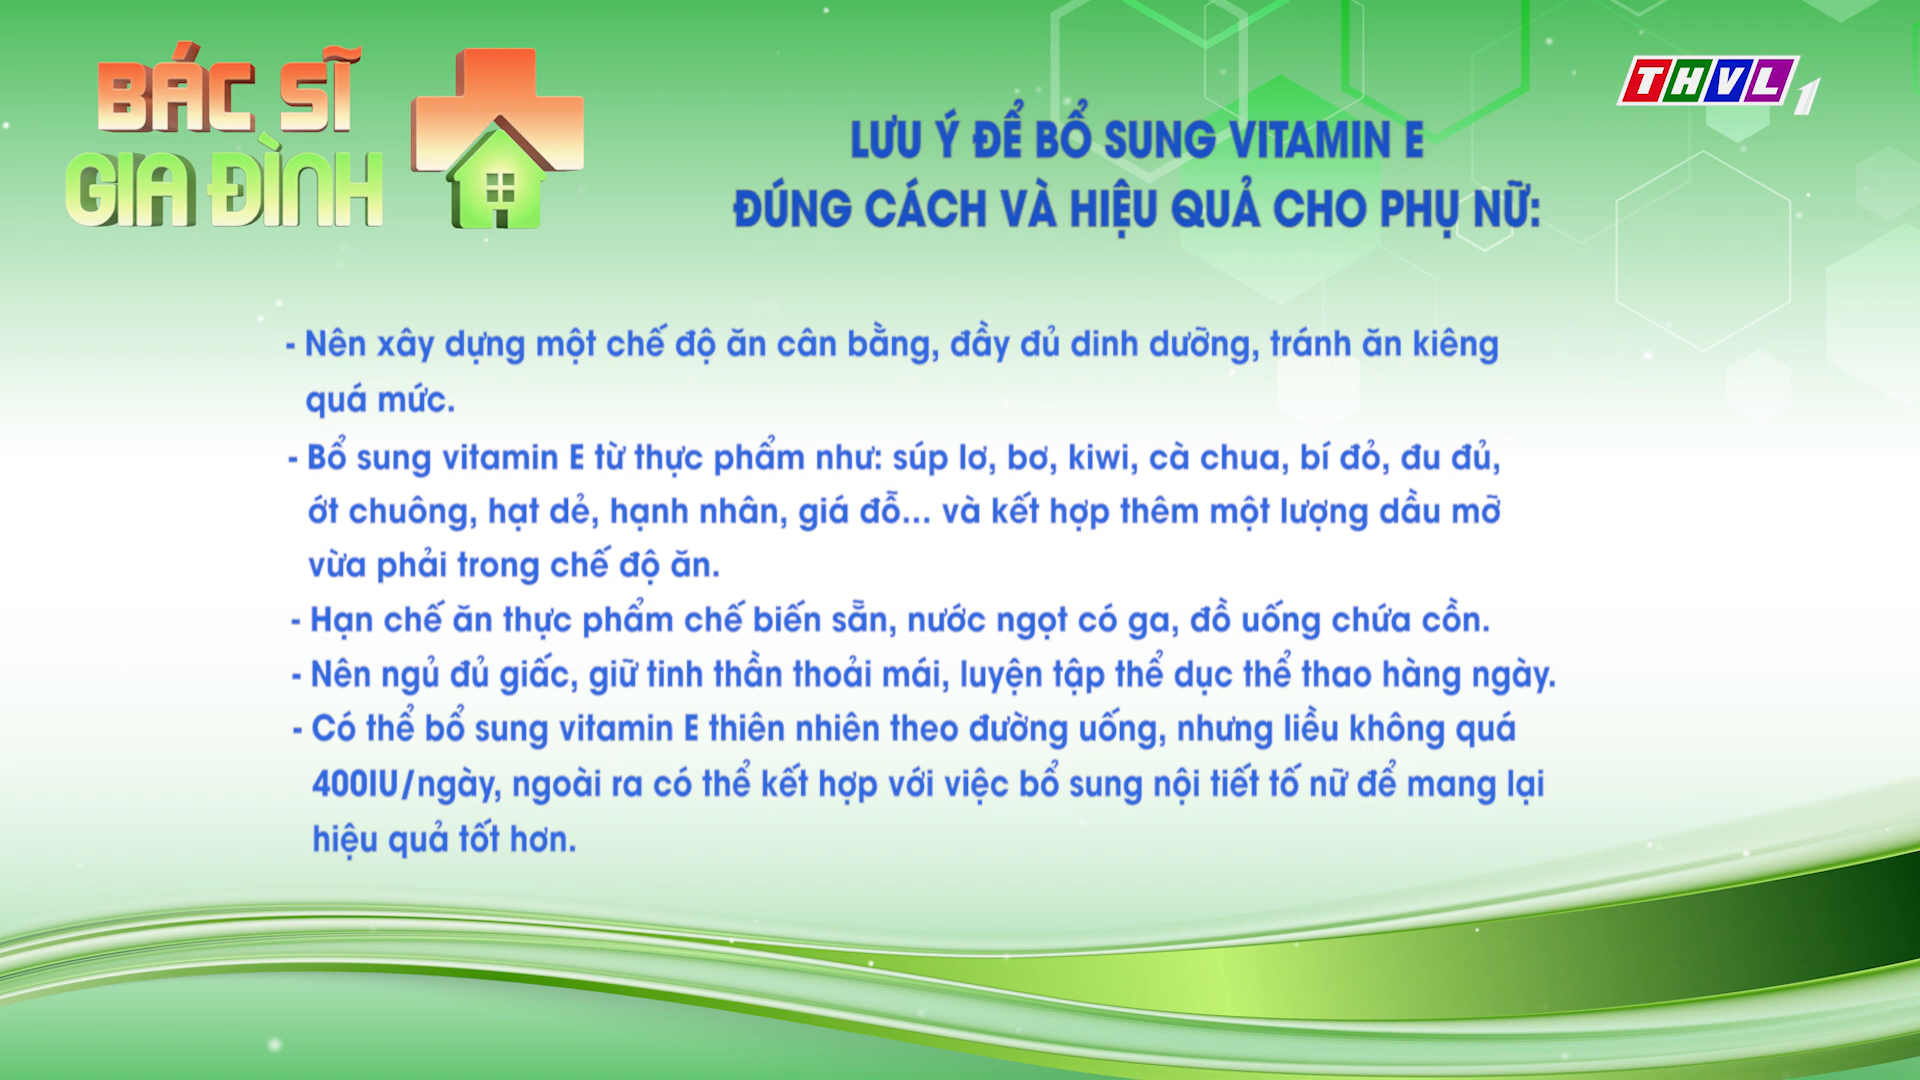 BÁC SĨ
GIA ĐÌNH
THVL1
LƯU Ý ĐỂ BỔ SUNG VITAMIN E
ĐÚNG CÁCH VÀ HIỆU QUẢ CHO PHỤ NỮ:
- Nên xây dựng một chế độ ăn cân bằng, đầy đủ dinh dưỡng, tránh ăn kiêng
quá mức.
- Bổ sung vitamin E từ thực phẩm như: súp lơ, bơ, kiwi, cà chua, bí đỏ, đu đủ,
ớt chuông, hạt dẻ, hạnh nhân, giá đỗ... và kết hợp thêm một lượng dầu mỡ
vừa phải trong chế độ ăn.
- Hạn chế ăn thực phẩm chế biến sẵn, nước ngọt có ga, đồ uống chứa cồn.
- Nên ngủ đủ giấc, giữ tinh thần thoải mái, luyện tập thể dục thể thao hàng ngày.
- Có thể bổ sung vitamin E thiên nhiên theo đường uống, nhưng liều không quá
400IU/ngày, ngoài ra có thể kết hợp với việc bổ sung nội tiết tố nữ để mang lại
hiệu quả tốt hơn.